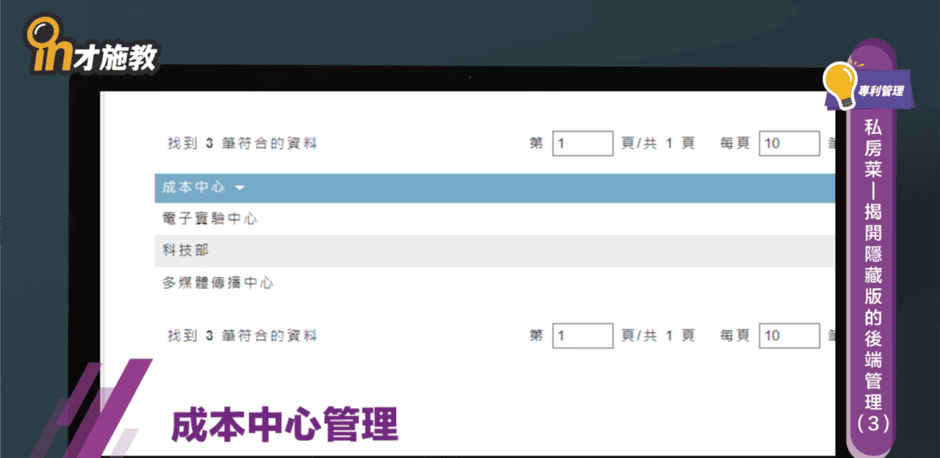 in才施教
專利管理
私房菜|揭開隱藏版的後端管理(3)
找到 3 筆符合的資料 第 1 頁/共 1 頁 每頁 10
成本中心
電子實驗中心
科技部
多媒體傳播中心
找到 3 筆符合的資料 第 1 頁/共 1 頁 每頁 10
成本中心管理